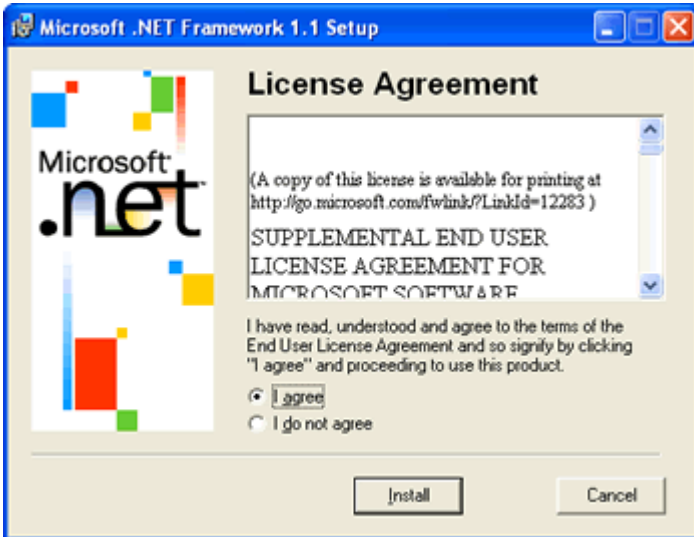 Microsoft .NET Framework 1.1 Setup
License Agreement
Microsoft
.net
(A copy of this license is available for printing at
http://go.microsoft.com/fwlink/?LinkId=12283 )
SUPPLEMENTAL END USER
LICENSE AGREEMENT FOR
MICROSOFT SOFTWARE
I have read, understood and agree to the terms of the
End User License Agreement and so signify by clicking
"I agree" and proceeding to use this product.
I agree
I do not agree
Install
Cancel